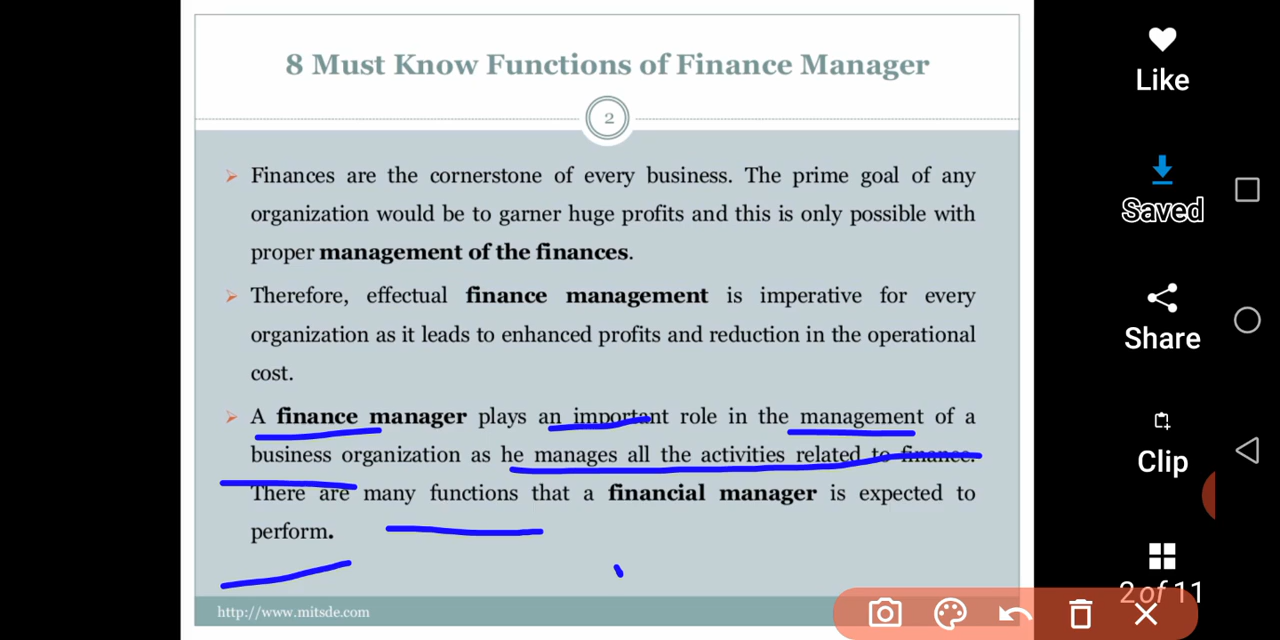 8 Must Know Functions of Finance Manager
2
Finances are the cornerstone of every business. The prime goal of any
organization would be to garner huge profits and this is only possible with
proper management of the finances.
Therefore, effectual finance management is imperative for every
organization as it leads to enhanced profits and reduction in the operational
cost.
A finance manager plays an important role in the management of a
business organization as he manages all the activities related to finance.
There are many functions that a financial manager is expected to
perform.
http://www.mitsde.com
Like
Saved
Share
Clip
2 of 11